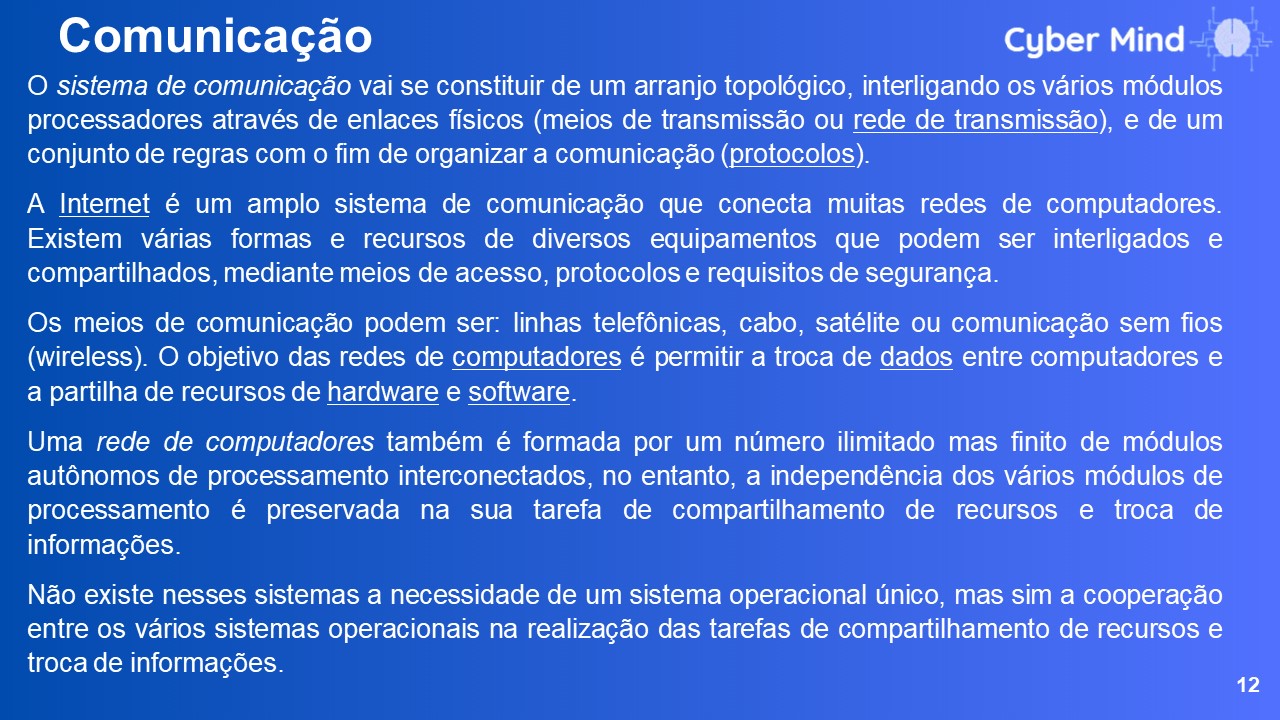 Comunicação
Cyber Mind
O sistema de comunicação vai se constituir de um arranjo topológico, interligando os vários módulos
processadores através de enlaces físicos (meios de transmissão ou rede de transmissão), e de um
conjunto de regras com o fim de organizar a comunicação (protocolos).
A Internet é um amplo sistema de comunicação que conecta muitas redes de computadores.
Existem várias formas e recursos de diversos equipamentos que podem ser interligados e
compartilhados, mediante meios de acesso, protocolos e requisitos de segurança.
Os meios de comunicação podem ser: linhas telefônicas, cabo, satélite ou comunicação sem fios
(wireless). O objetivo das redes de computadores é permitir a troca de dados entre computadores e
a partilha de recursos de hardware e software.
Uma rede de computadores também é formada por um número ilimitado mas finito de módulos
autônomos de processamento interconectados, no entanto, a independência dos vários módulos de
processamento é preservada na sua tarefa de compartilhamento de recursos e troca de
informações.
Não existe nesses sistemas a necessidade de um sistema operacional único, mas sim a cooperação
entre os vários sistemas operacionais na realização das tarefas de compartilhamento de recursos e
troca de informações.
12